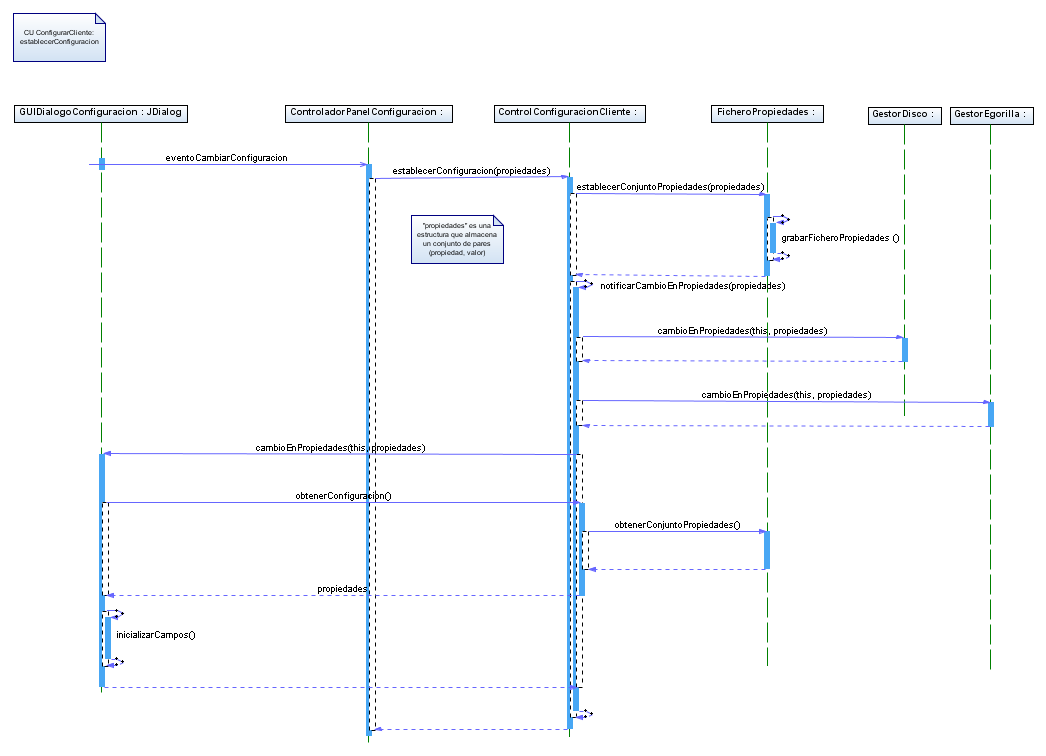 CU ConfigurarCliente:
establecerConfiguracion
GUIDialogoConfiguracion : JDialog
ControladorPanelConfiguracion :
ControlConfiguracionCliente :
FicheroPropiedades :
GestorDisco :
GestorEgorilla :
eventoCambiarConfiguracion
establecerConfiguracion(propiedades)
establecerConjuntoPropiedades(propiedades)
"propiedades" es una
estructura que almacena
un conjunto de pares
(propiedad, valor)
grabarFicheroPropiedades ()
notificarCambioEnPropiedades(propiedades)
cambioEnPropiedades(this, propiedades)
cambioEnPropiedades(this, propiedades)
cambioEnPropiedades(this, propiedades)
obtenerConfiguracion()
obtenerConjuntoPropiedades()
propiedades
inicializarCampos()